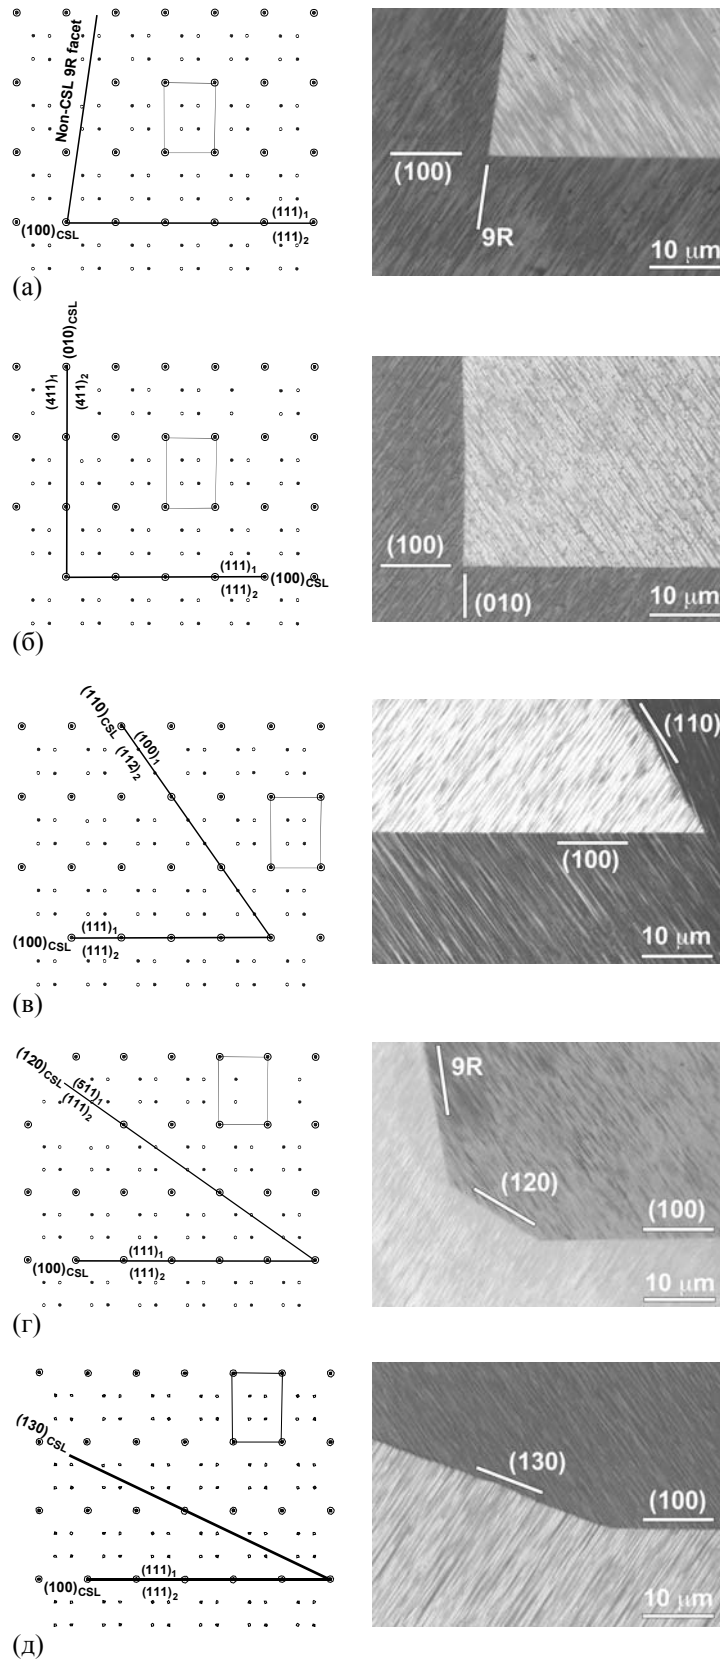 Non-CSL 9R facet
(111)₁
(100)CSL
(111)₂
(100)
9R
10 μm
(а)
(010)CSL
(411)₁
(411)₂
(111)₁
(111)₂
(100)CSL
(100)
(010)
10 μm
(б)
(110)CSL
(100)₁
(112)₂
(111)₁
(100)CSL
(111)₂
(110)
(100)
10 μm
(в)
(120)CSL
(511)₁
(111)₂
(111)₁
(100)CSL
(111)₂
9R
(120)
(100)
10 μm
(г)
(130)CSL
(111)₁
(100)CSL
(111)₂
(130)
(100)
10 μm
(д)